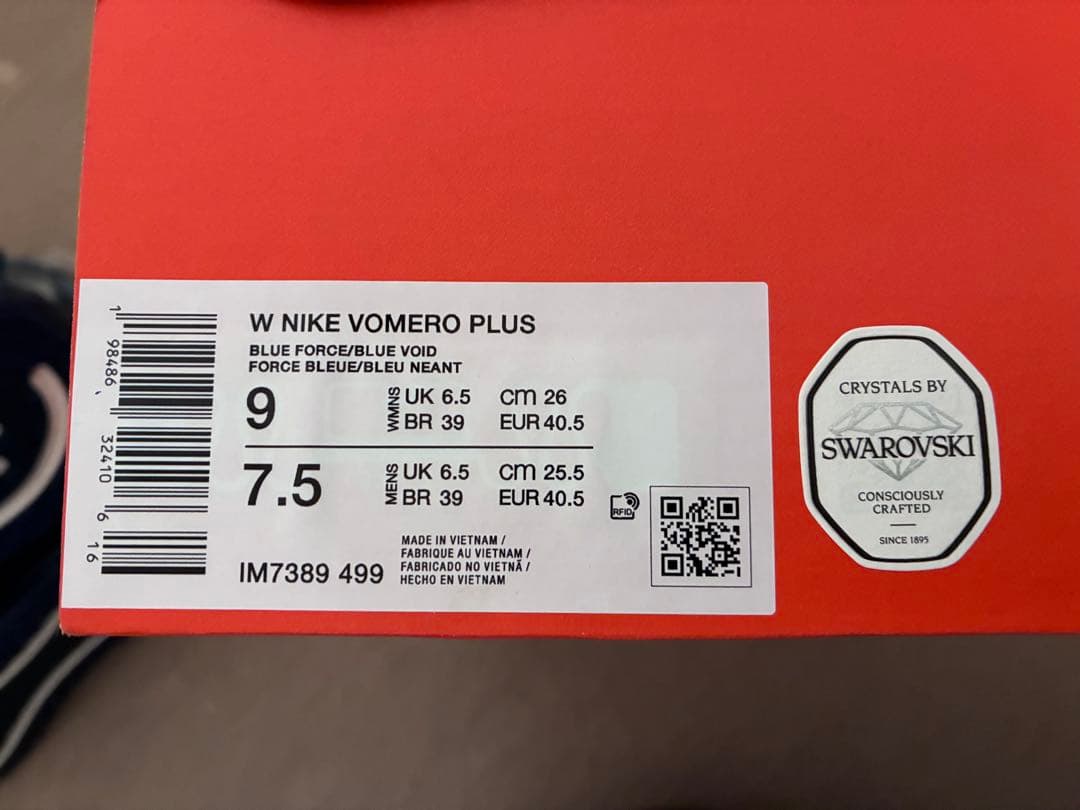 W NIKE VOMERO PLUS
BLUE FORCE/BLUE VOID
FORCE BLEUE/BLEU NEANT
9 WMNS UK 6.5 cm 26
BR 39 EUR 40.5
7.5 MENS UK 6.5 cm 25.5
BR 39 EUR 40.5
RFID
IM7389 499
MADE IN VIETNAM /
FABRIQUE AU VIETNAM /
FABRICADO NO VIETNÃ /
HECHO EN VIETNAM
1 98486 32410 6 16
CRYSTALS BY
SWAROVSKI
CONSCIOUSLY
CRAFTED
SINCE 1895